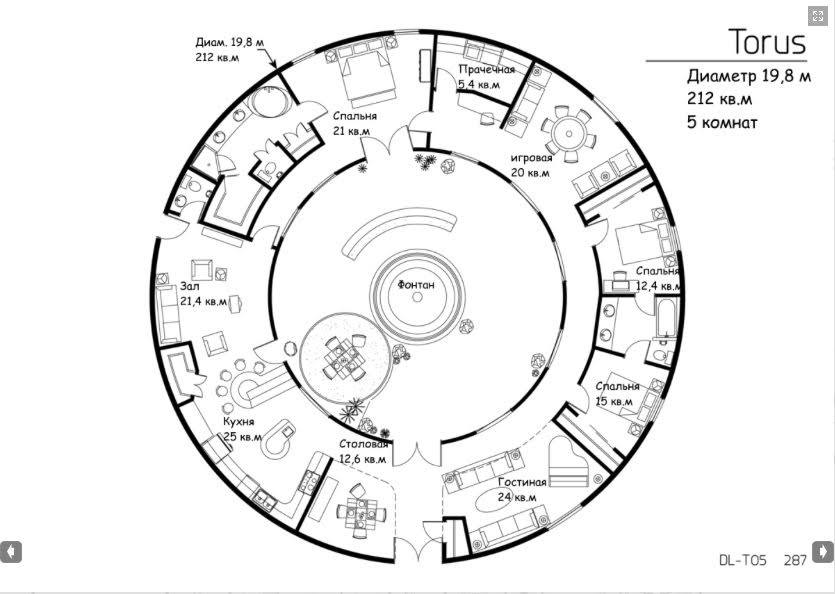 Диам. 19,8 м
212 кв.м
Torus
Диаметр 19,8 м
212 кв.м
5 комнат
Прачечная
5,4 кв.м
Спальня
21 кв.м
игровая
20 кв.м
Спальня
12,4 кв.м
Фонтан
Зал
21,4 кв.м
Спальня
15 кв.м
Кухня
25 кв.м
Столовая
12,6 кв.м
Гостиная
24 кв.м
DL-T05 287